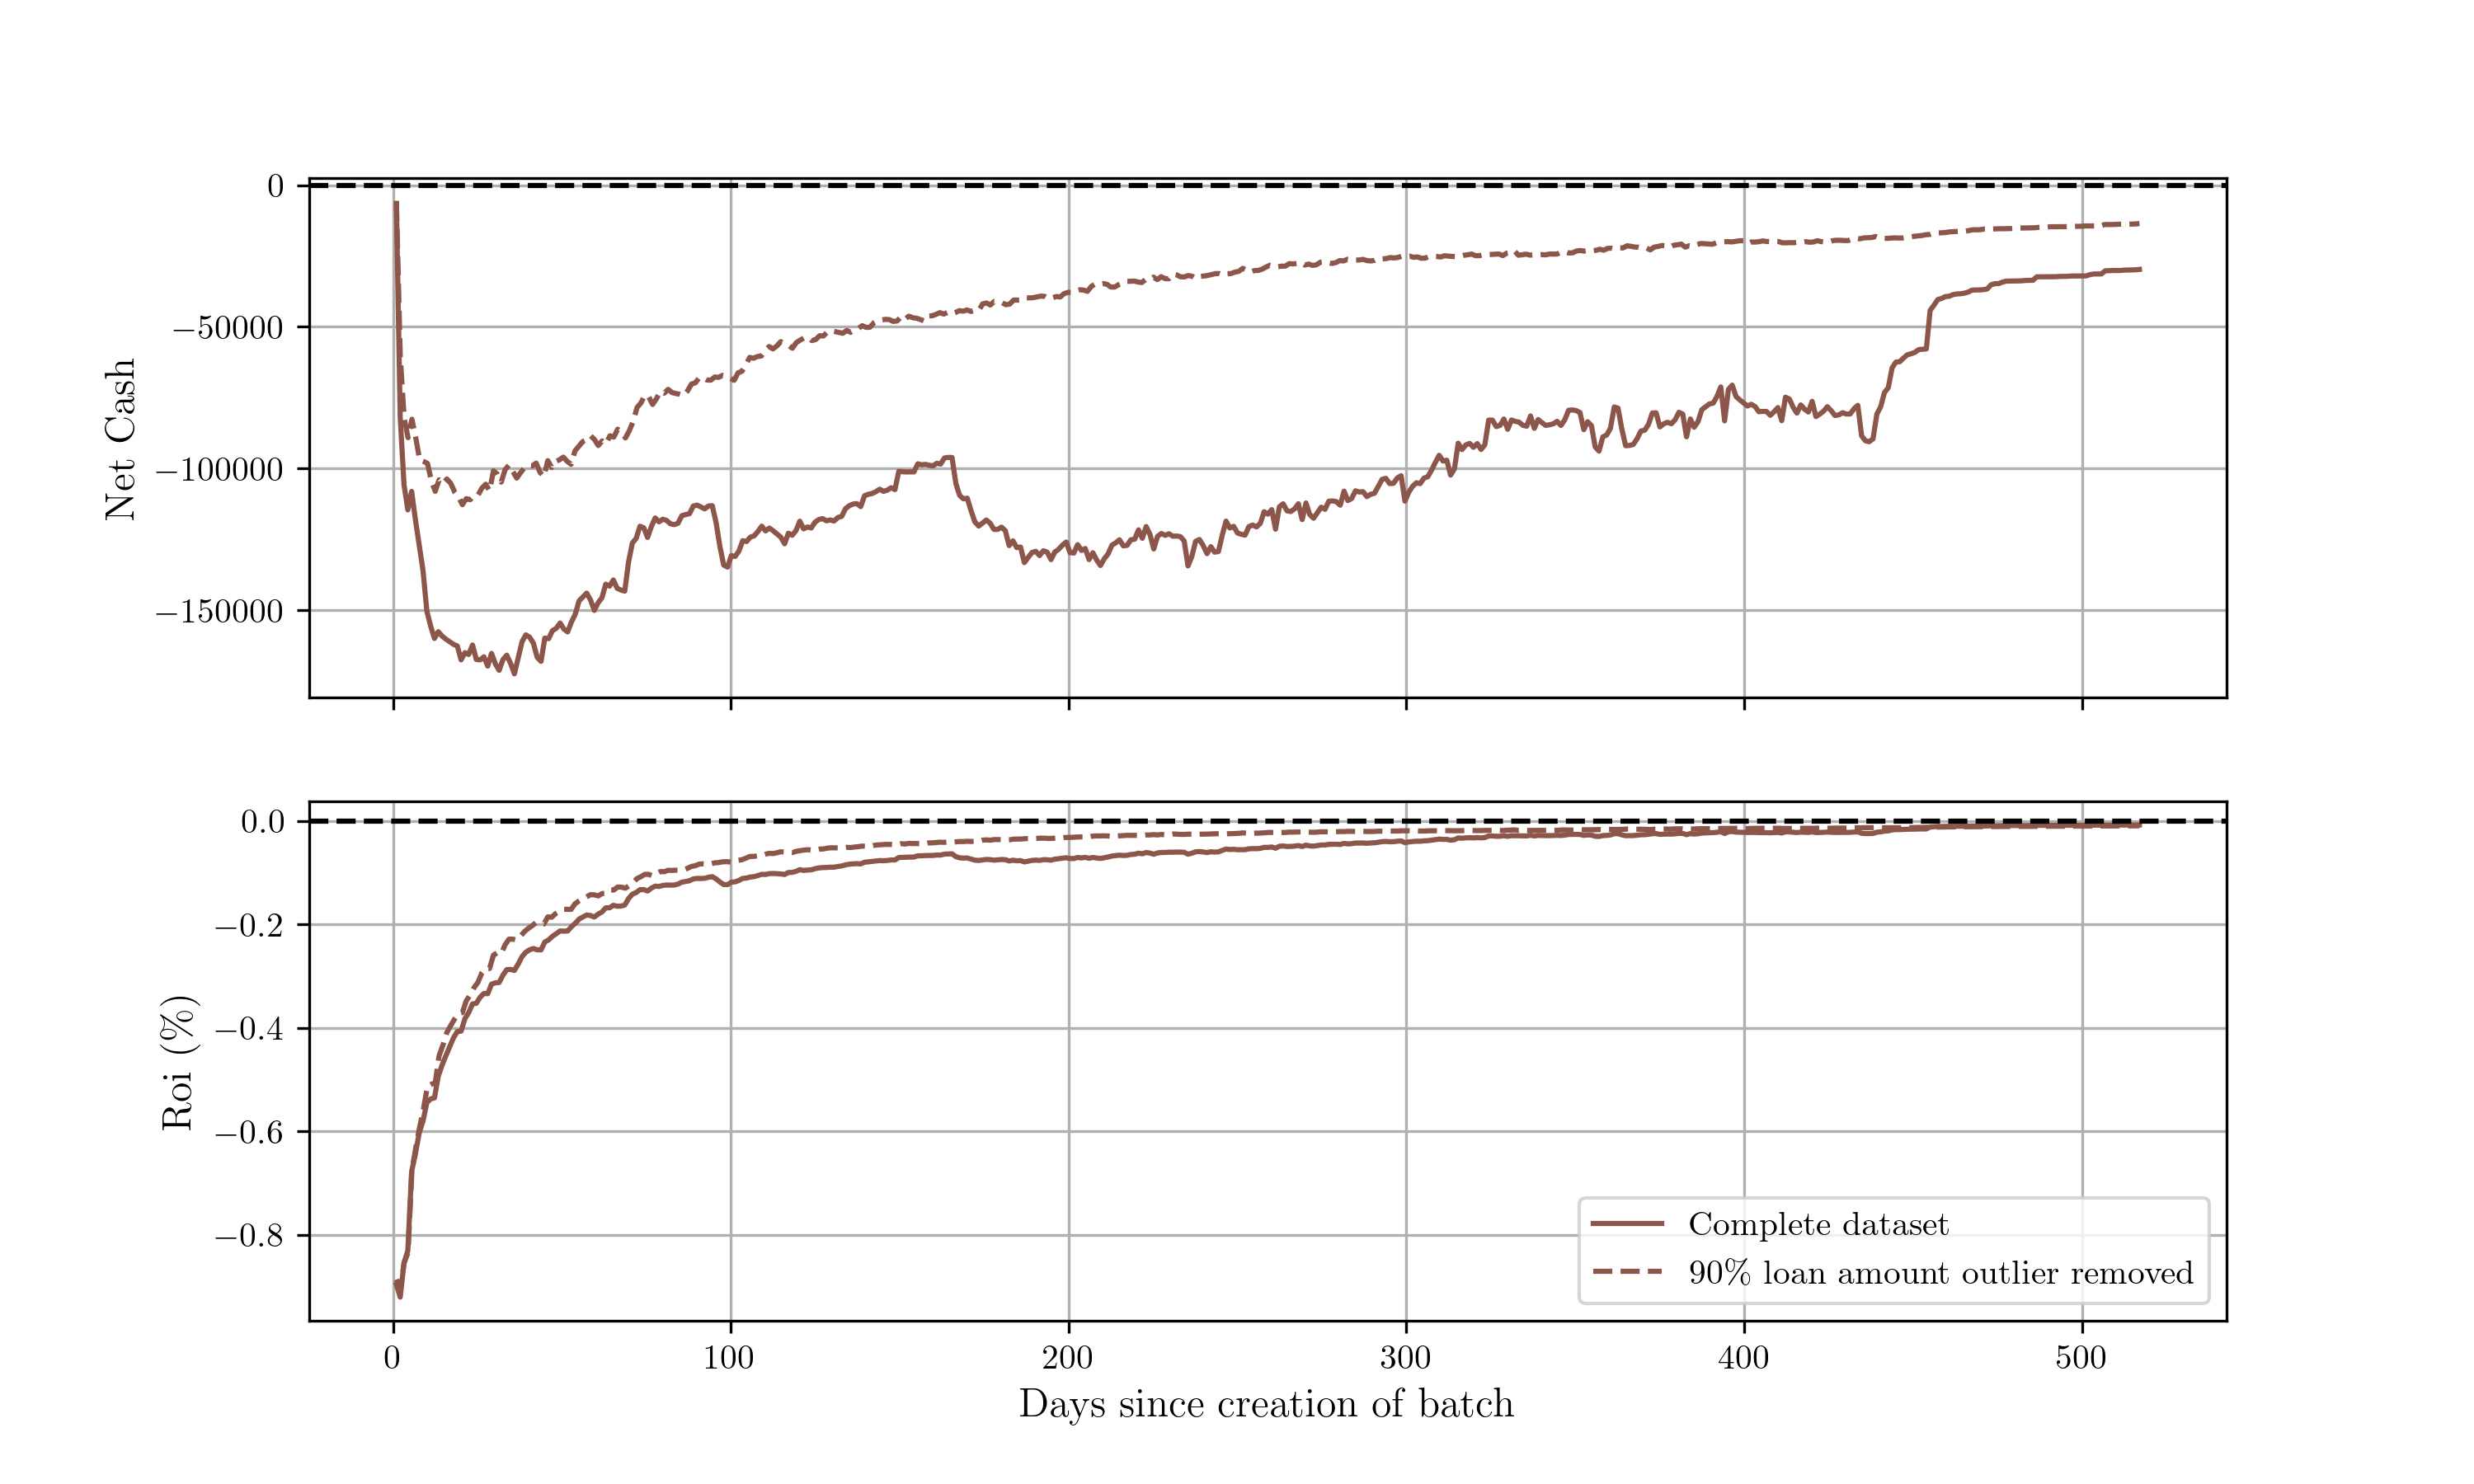 Net Cash
0
−50000
−100000
−150000
Roi (%)
0.0
−0.2
−0.4
−0.6
−0.8
Complete dataset
90% loan amount outlier removed
0 100 200 300 400 500
Days since creation of batch